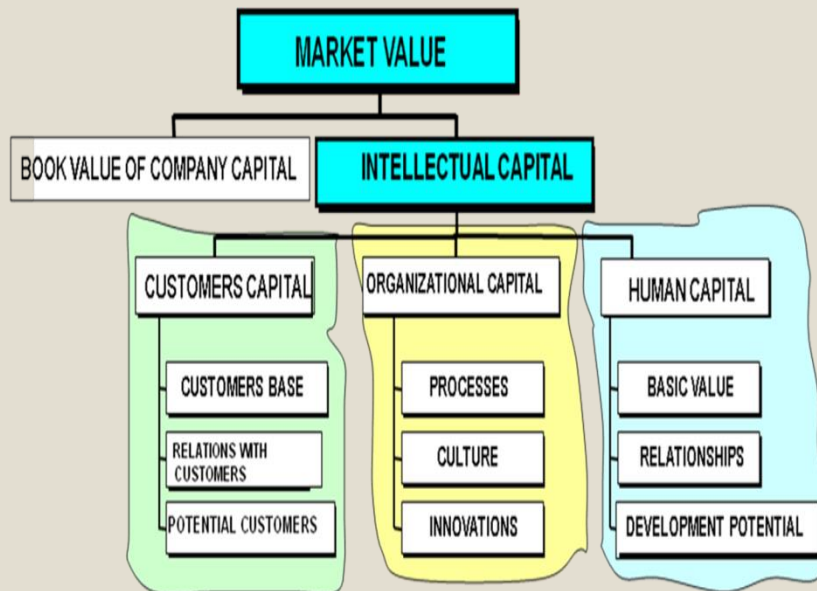 MARKET VALUE
BOOK VALUE OF COMPANY CAPITAL
INTELLECTUAL CAPITAL
CUSTOMERS CAPITAL
ORGANIZATIONAL CAPITAL
HUMAN CAPITAL
CUSTOMERS BASE
RELATIONS WITH
CUSTOMERS
POTENTIAL CUSTOMERS
PROCESSES
CULTURE
INNOVATIONS
BASIC VALUE
RELATIONSHIPS
DEVELOPMENT POTENTIAL